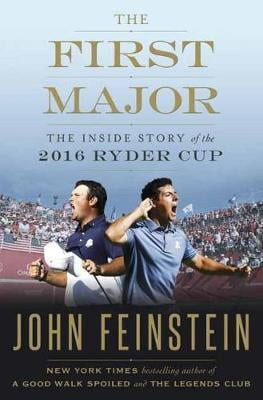 THE
FIRST
MAJOR
THE INSIDE STORY of the
2016 RYDER CUP
JOHN FEINSTEIN
NEW YORK TIMES bestselling author of
A GOOD WALK SPOILED and THE LEGENDS CLUB